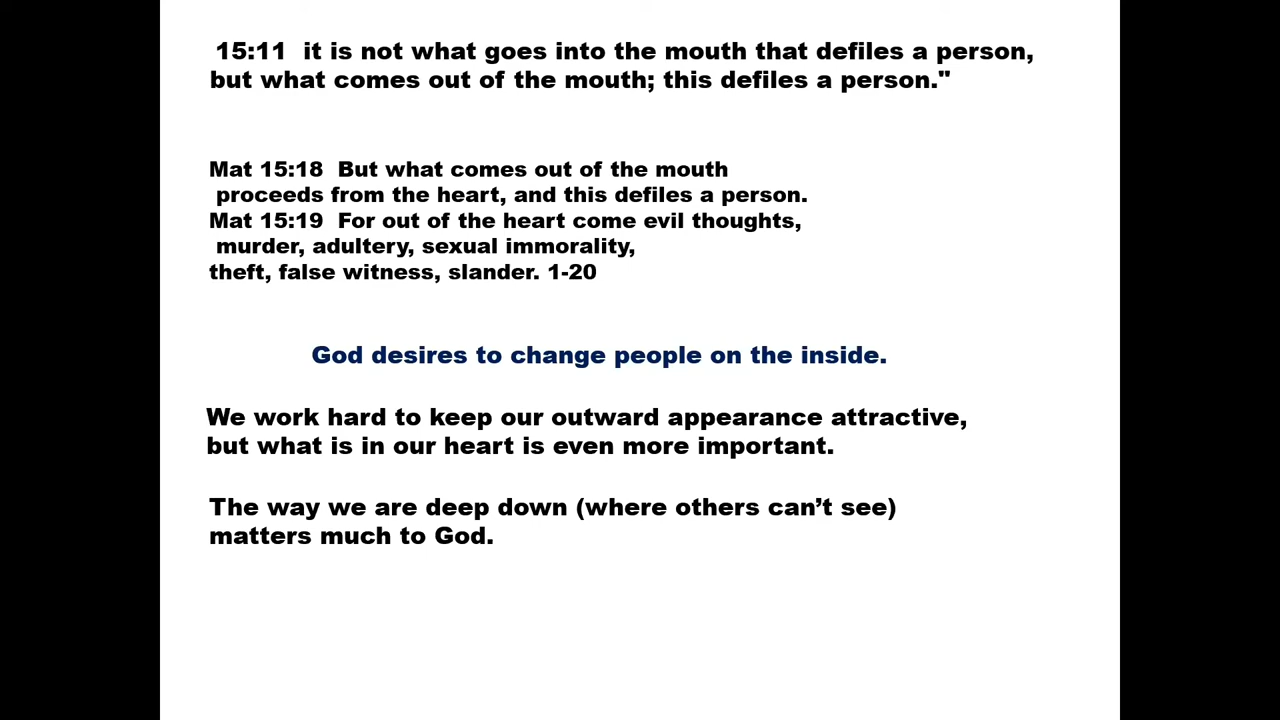 15:11 it is not what goes into the mouth that defiles a person,
but what comes out of the mouth; this defiles a person."
Mat 15:18 But what comes out of the mouth
proceeds from the heart, and this defiles a person.
Mat 15:19 For out of the heart come evil thoughts,
murder, adultery, sexual immorality,
theft, false witness, slander. 1-20
God desires to change people on the inside.
We work hard to keep our outward appearance attractive,
but what is in our heart is even more important.
The way we are deep down (where others can’t see)
matters much to God.